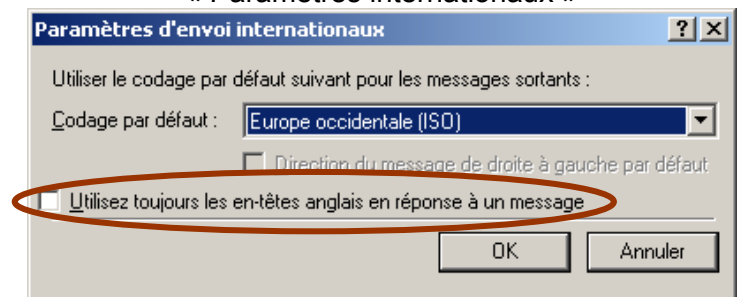 « Paramètres internationaux »
Paramètres d'envoi internationaux
Utiliser le codage par défaut suivant pour les messages sortants :
Codage par défaut : Europe occidentale (ISO)
Direction du message de droite à gauche par défaut
Utilisez toujours les en-têtes anglais en réponse à un message
OK Annuler